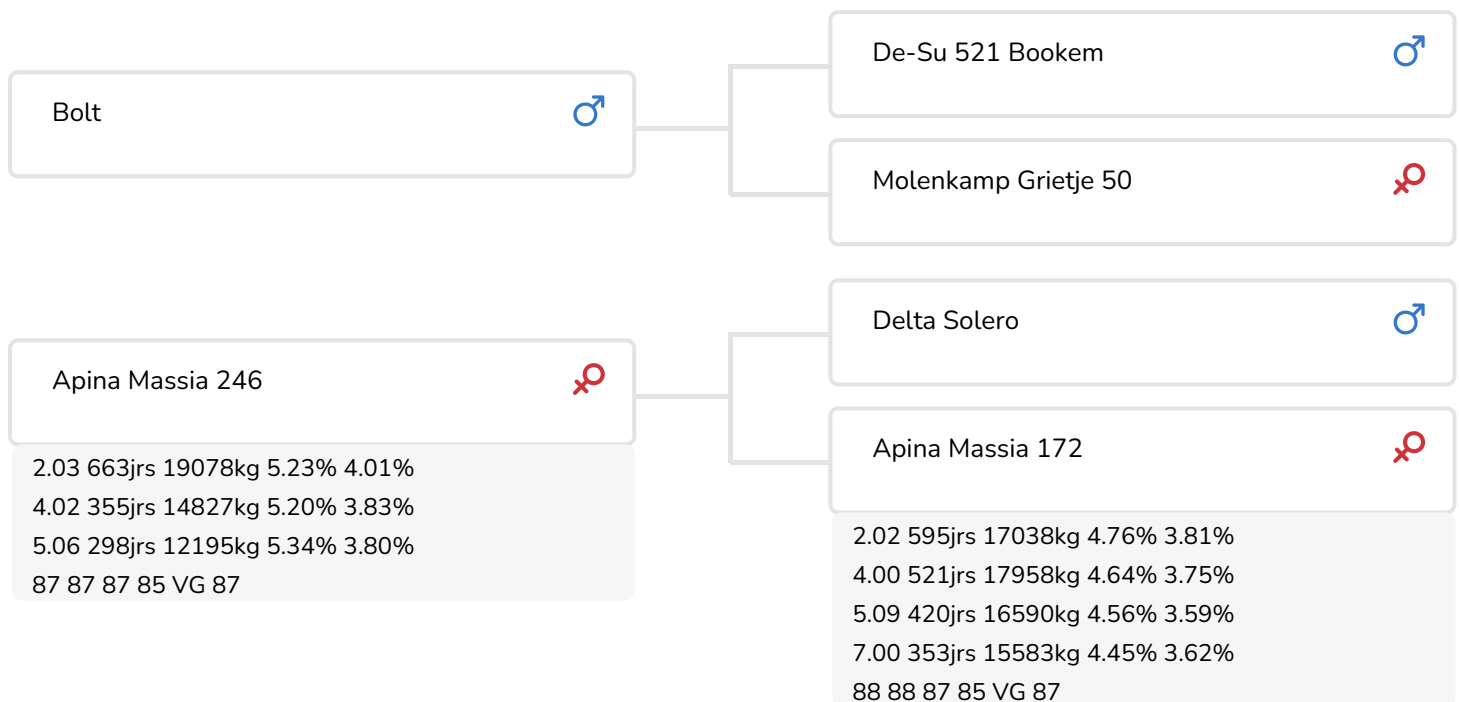 De-Su 521 Bookem
Bolt
Molenkamp Grietje 50
Delta Solero
Apina Massia 246
2.03 663jrs 19078kg 5.23% 4.01%
4.02 355jrs 14827kg 5.20% 3.83%
5.06 298jrs 12195kg 5.34% 3.80%
87 87 87 85 VG 87
Apina Massia 172
2.02 595jrs 17038kg 4.76% 3.81%
4.00 521jrs 17958kg 4.64% 3.75%
5.09 420jrs 16590kg 4.56% 3.59%
7.00 353jrs 15583kg 4.45% 3.62%
88 88 87 85 VG 87